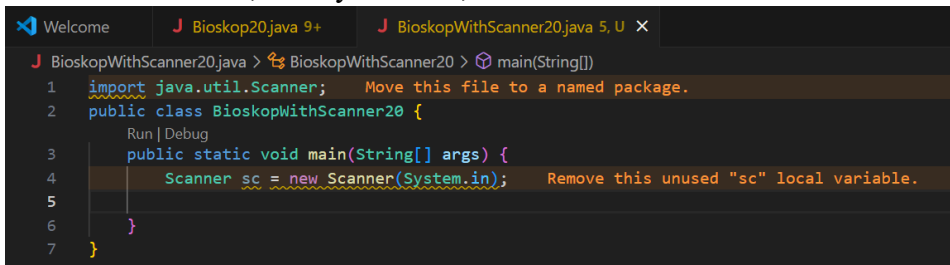 Welcome J Bioskop20.java 9+ J BioskopWithScanner20.java 5, U ×
J BioskopWithScanner20.java > BioskopWithScanner20 > main(String[])
1 import java.util.Scanner; Move this file to a named package.
2 public class BioskopWithScanner20 {
Run | Debug
3 public static void main(String[] args) {
4 Scanner sc = new Scanner(System.in); Remove this unused "sc" local variable.
5
6 }
7 }